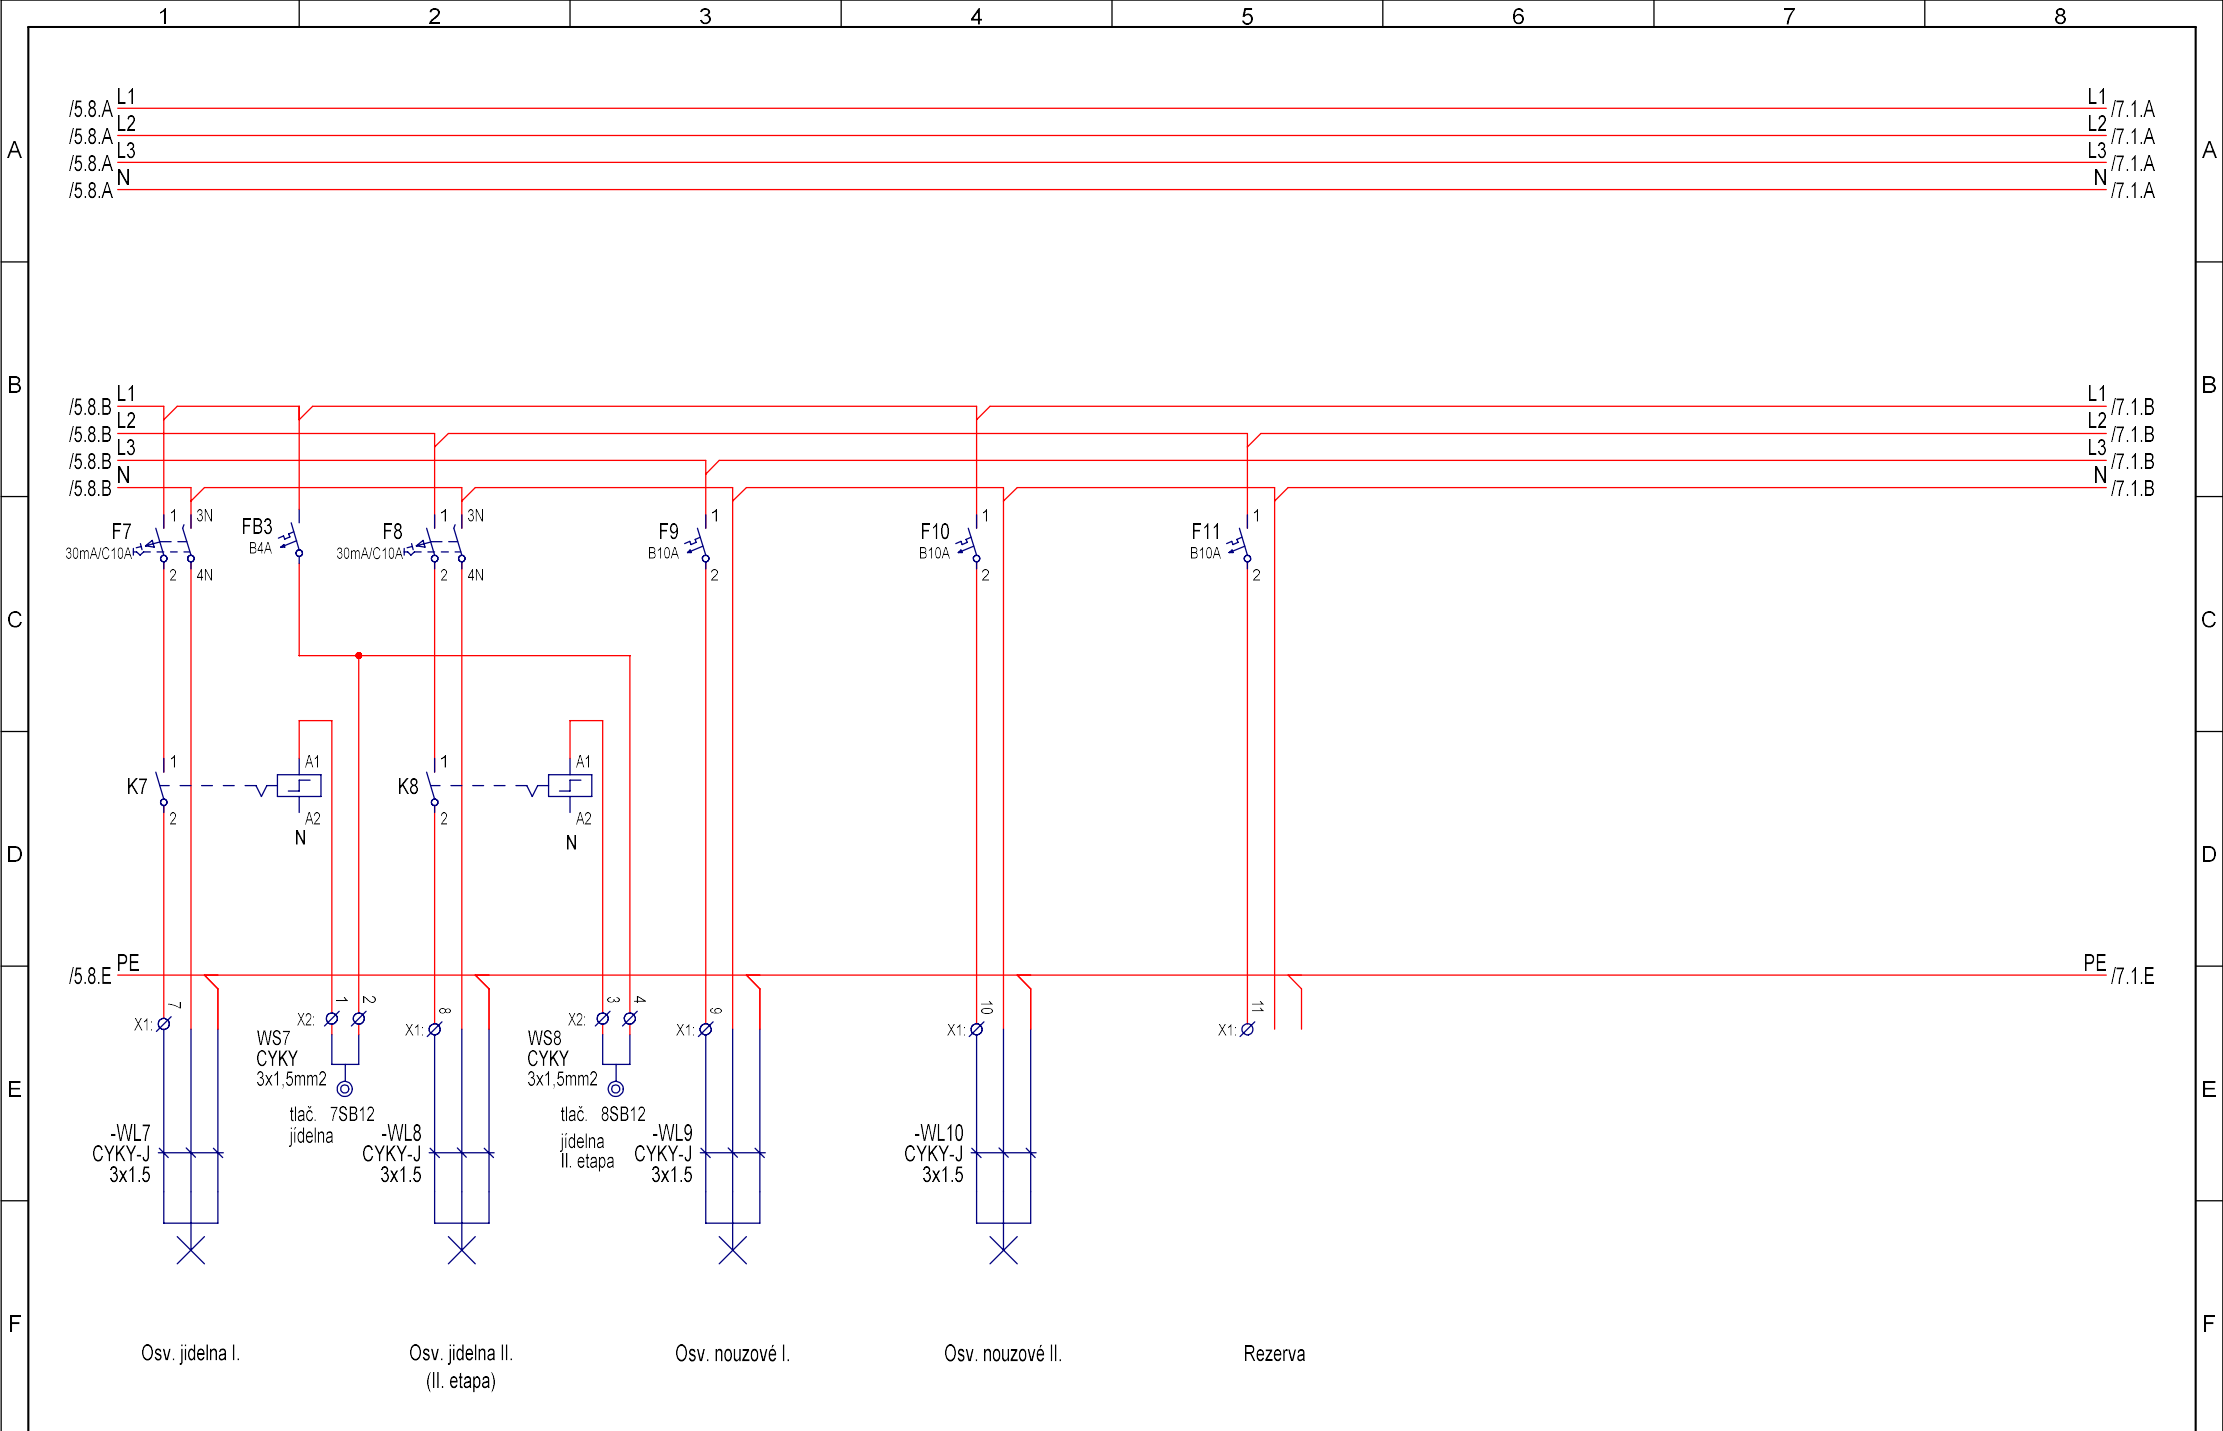 1 2 3 4 5 6 7 8
L1 L1
/5.8.A /7.1.A
L2 L2
/5.8.A /7.1.A
A L3 L3 A
/5.8.A /7.1.A
N N
/5.8.A /7.1.A
B B
L1 L1
/5.8.B /7.1.B
L2 L2
/5.8.B /7.1.B
L3 L3
/5.8.B /7.1.B
N N
/5.8.B /7.1.B
1 3N 1 3N 1 1 1
F7 FB3 F8 F9 F10 F11
30mA/C10A B4A 30mA/C10A B10A B10A B10A
2 4N 2 4N 2 2 2
C C
1 A1 1 A1
K7 K8
2 A2 2 A2
N N
D D
PE PE
/5.8.E /7.1.E
7 1 2 8 3 4 9 10 11
X1: X2: X1: X2: X1: X1: X1:
WS7 WS8
CYKY CYKY
3x1,5mm2 3x1,5mm2
E E
tlač. 7SB12 tlač. 8SB12
jídelna jídelna
II. etapa
-WL7 -WL8 -WL9 -WL10
CYKY-J CYKY-J CYKY-J CYKY-J
3x1.5 3x1.5 3x1.5 3x1.5
F F
Osv. jídelna I. Osv. jídelna II. Osv. nouzové I. Osv. nouzové II. Rezerva
(II. etapa)